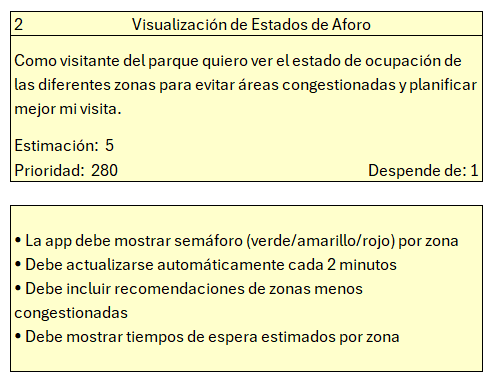 2 Visualización de Estados de Aforo
Como visitante del parque quiero ver el estado de ocupación de
las diferentes zonas para evitar áreas congestionadas y planificar
mejor mi visita.
Estimación: 5
Prioridad: 280 Despende de: 1
• La app debe mostrar semáforo (verde/amarillo/rojo) por zona
• Debe actualizarse automáticamente cada 2 minutos
• Debe incluir recomendaciones de zonas menos
congestionadas
• Debe mostrar tiempos de espera estimados por zona